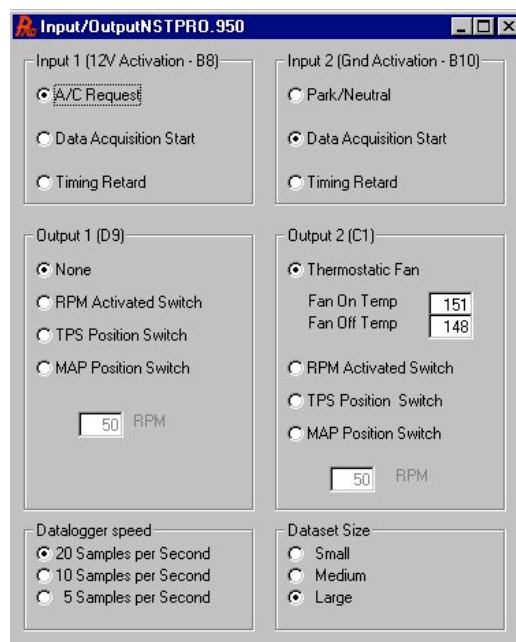 Input/OutputNSTPRO.950
Input 1 (12V Activation - B8)
A/C Request
Data Acquisition Start
Timing Retard
Input 2 (Gnd Activation - B10)
Park/Neutral
Data Acquisition Start
Timing Retard
Output 1 (D9)
None
RPM Activated Switch
TPS Position Switch
MAP Position Switch
50 RPM
Output 2 (C1)
Thermostatic Fan
Fan On Temp 151
Fan Off Temp 148
RPM Activated Switch
TPS Position Switch
MAP Position Switch
50 RPM
Datalogger speed
20 Samples per Second
10 Samples per Second
5 Samples per Second
Dataset Size
Small
Medium
Large